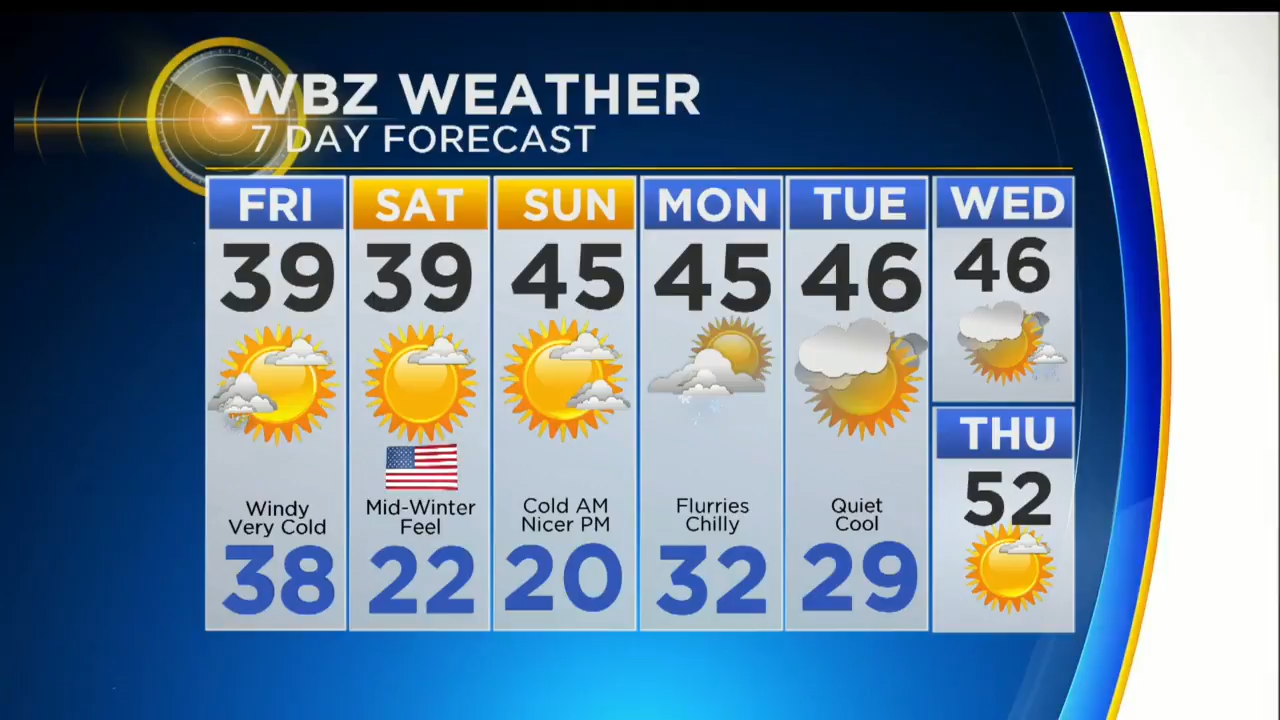 WBZ WEATHER
7 DAY FORECAST
FRI
39
Windy
Very Cold
38
SAT
39
Mid-Winter
Feel
22
SUN
45
Cold AM
Nicer PM
20
MON
45
Flurries
Chilly
32
TUE
46
Quiet
Cool
29
WED
46
THU
52